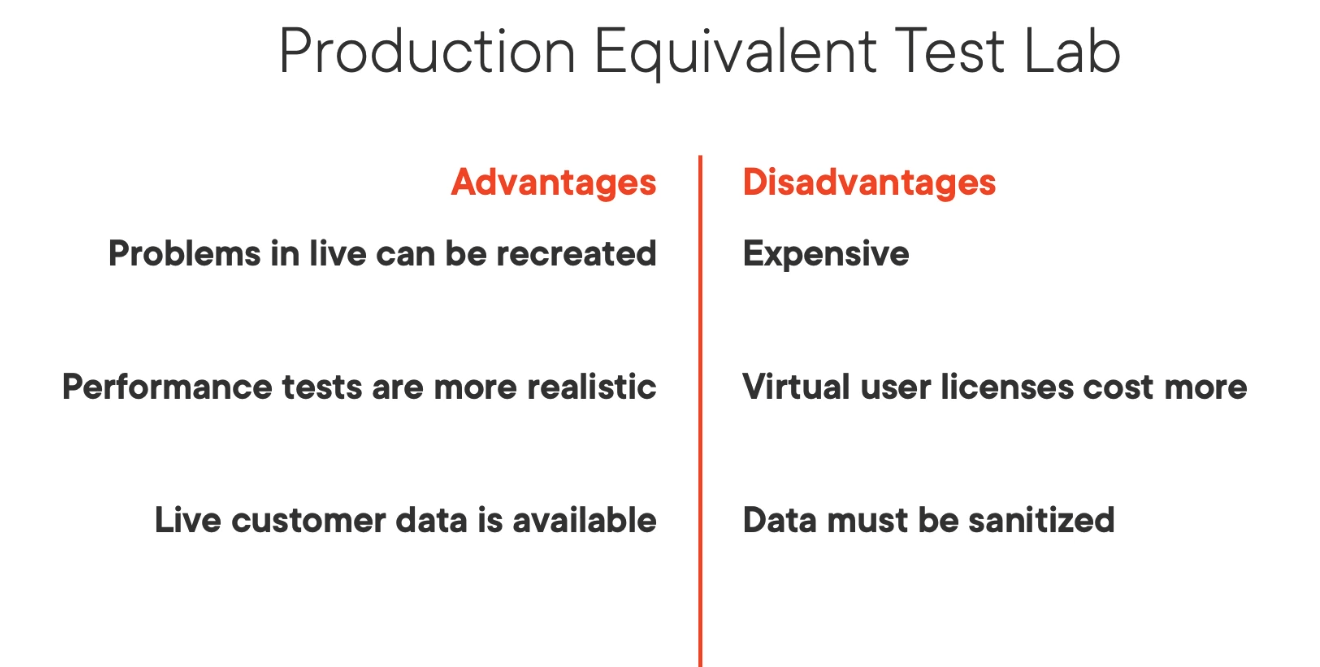 Production Equivalent Test Lab
Advantages
Problems in live can be recreated
Performance tests are more realistic
Live customer data is available
Disadvantages
Expensive
Virtual user licenses cost more
Data must be sanitized